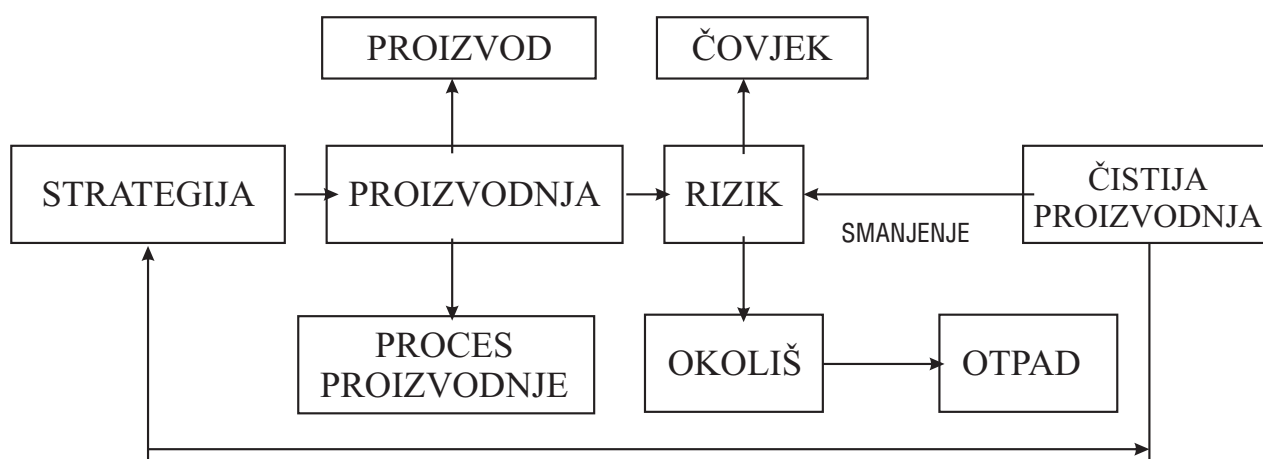 PROIZVOD
ČOVJEK
STRATEGIJA
PROIZVODNJA
RIZIK
SMANJENJE
ČISTIJA
PROIZVODNJA
PROCES
PROIZVODNJE
OKOLIŠ
OTPAD